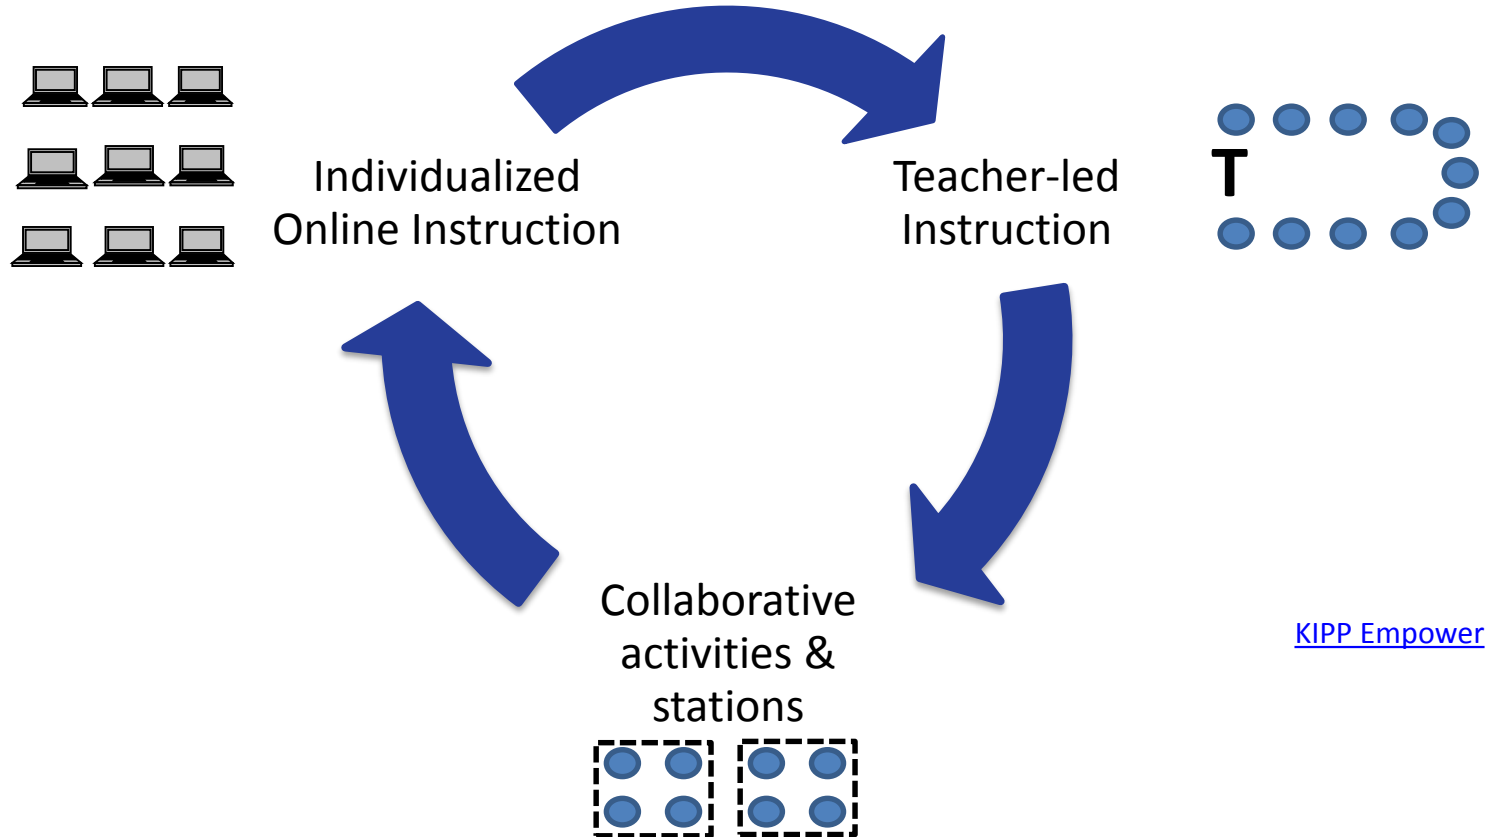 Individualized
Online Instruction
Teacher-led
Instruction
T
Collaborative
activities &
stations
KIPP Empower